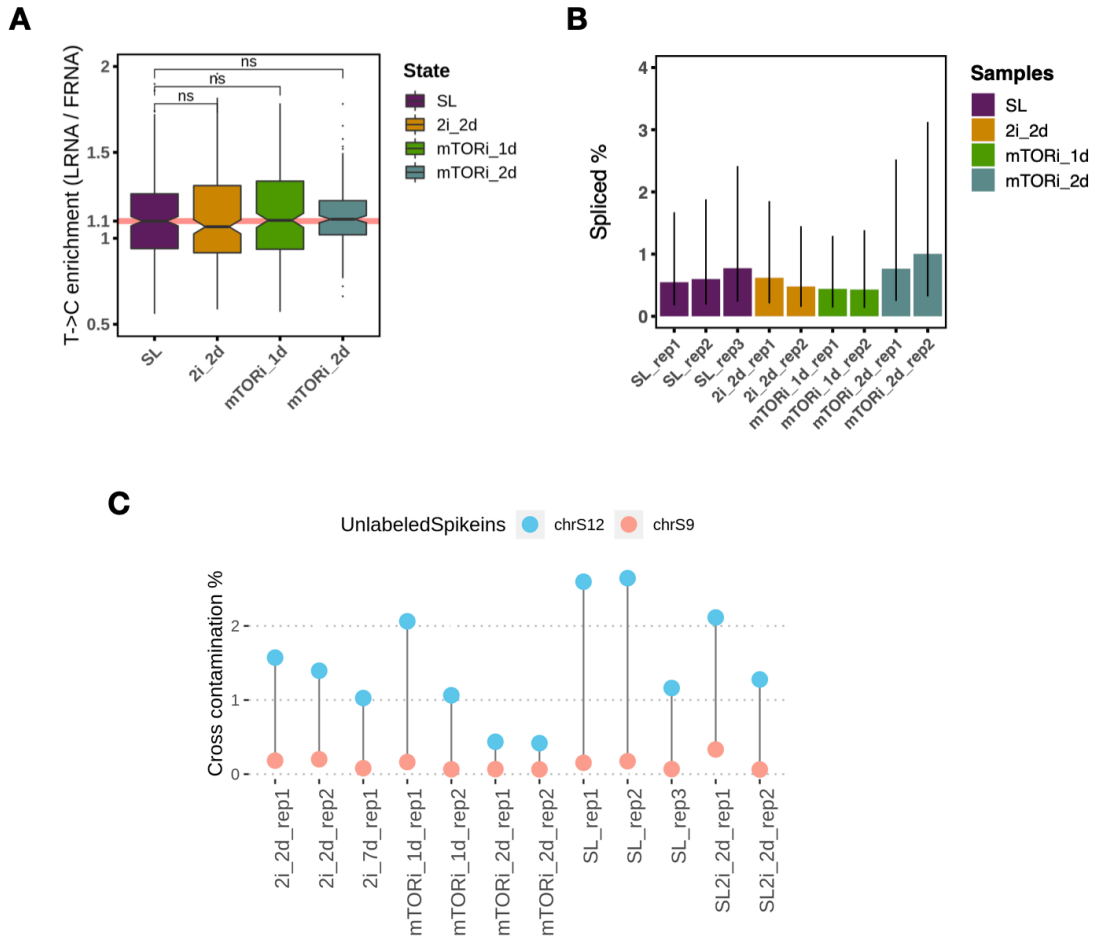 A
T->C enrichment (LRNA / FRNA)
2
1.5
1.1
1
0.5
ns
ns
ns
SL
2i_2d
mTORi_1d
mTORi_2d
State
SL
2i_2d
mTORi_1d
mTORi_2d
B
Spliced %
4
3
2
1
0
SL_rep1
SL_rep2
SL_rep3
2i_2d_rep1
2i_2d_rep2
mTORi_1d_rep1
mTORi_1d_rep2
mTORi_2d_rep1
mTORi_2d_rep2
Samples
SL
2i_2d
mTORi_1d
mTORi_2d
C
UnlabeledSpikeins chrS12 chrS9
Cross contamination %
2
1
0
2i_2d_rep1
2i_2d_rep2
2i_7d_rep1
mTORi_1d_rep1
mTORi_1d_rep2
mTORi_2d_rep1
mTORi_2d_rep2
SL_rep1
SL_rep2
SL_rep3
SL2i_2d_rep1
SL2i_2d_rep2